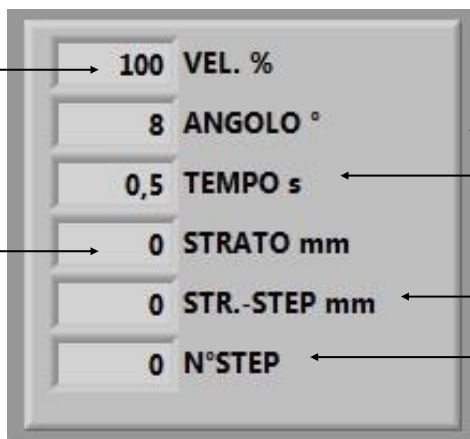 100 VEL. %
8 ANGOLO °
0,5 TEMPO s
0 STRATO mm
0 STR.-STEP mm
0 N°STEP